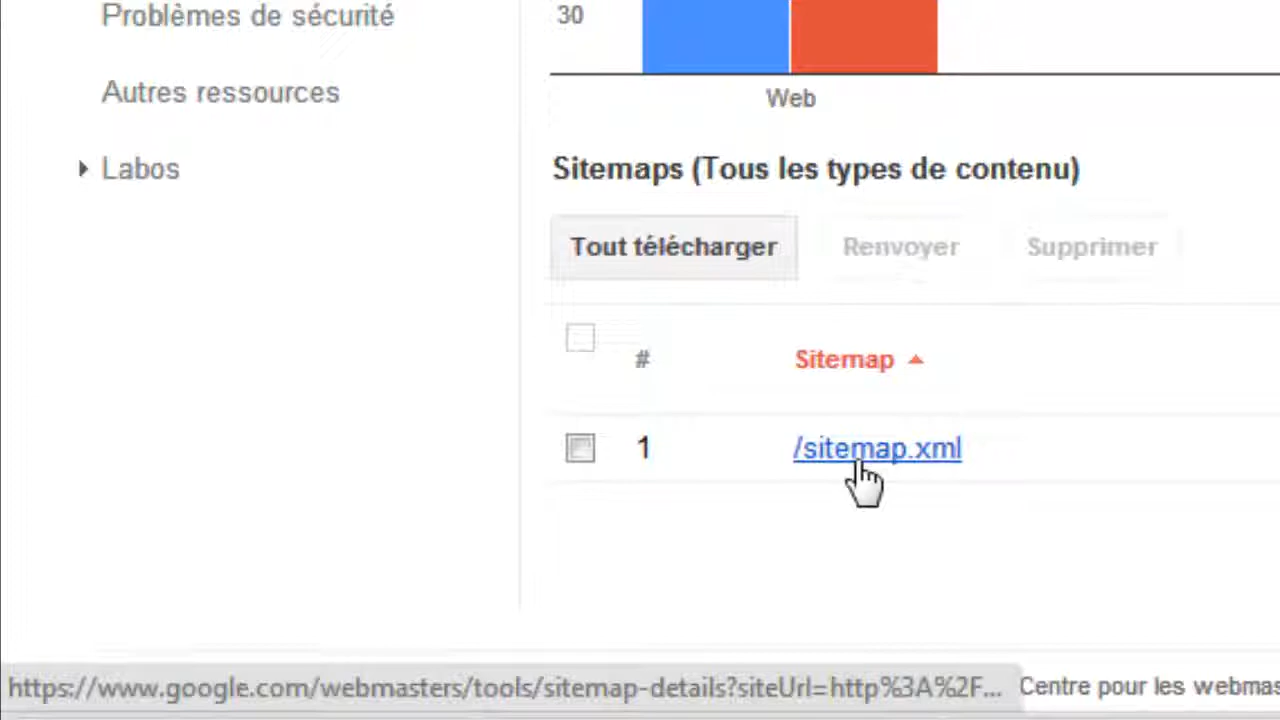 Problèmes de sécurité
Autres ressources
Labos
30
Web
Sitemaps (Tous les types de contenu)
Tout télécharger Renvoyer Supprimer
# Sitemap
1 /sitemap.xml
https://www.google.com/webmasters/tools/sitemap-details?siteUrl=http%3A%2F... Centre pour les webmas